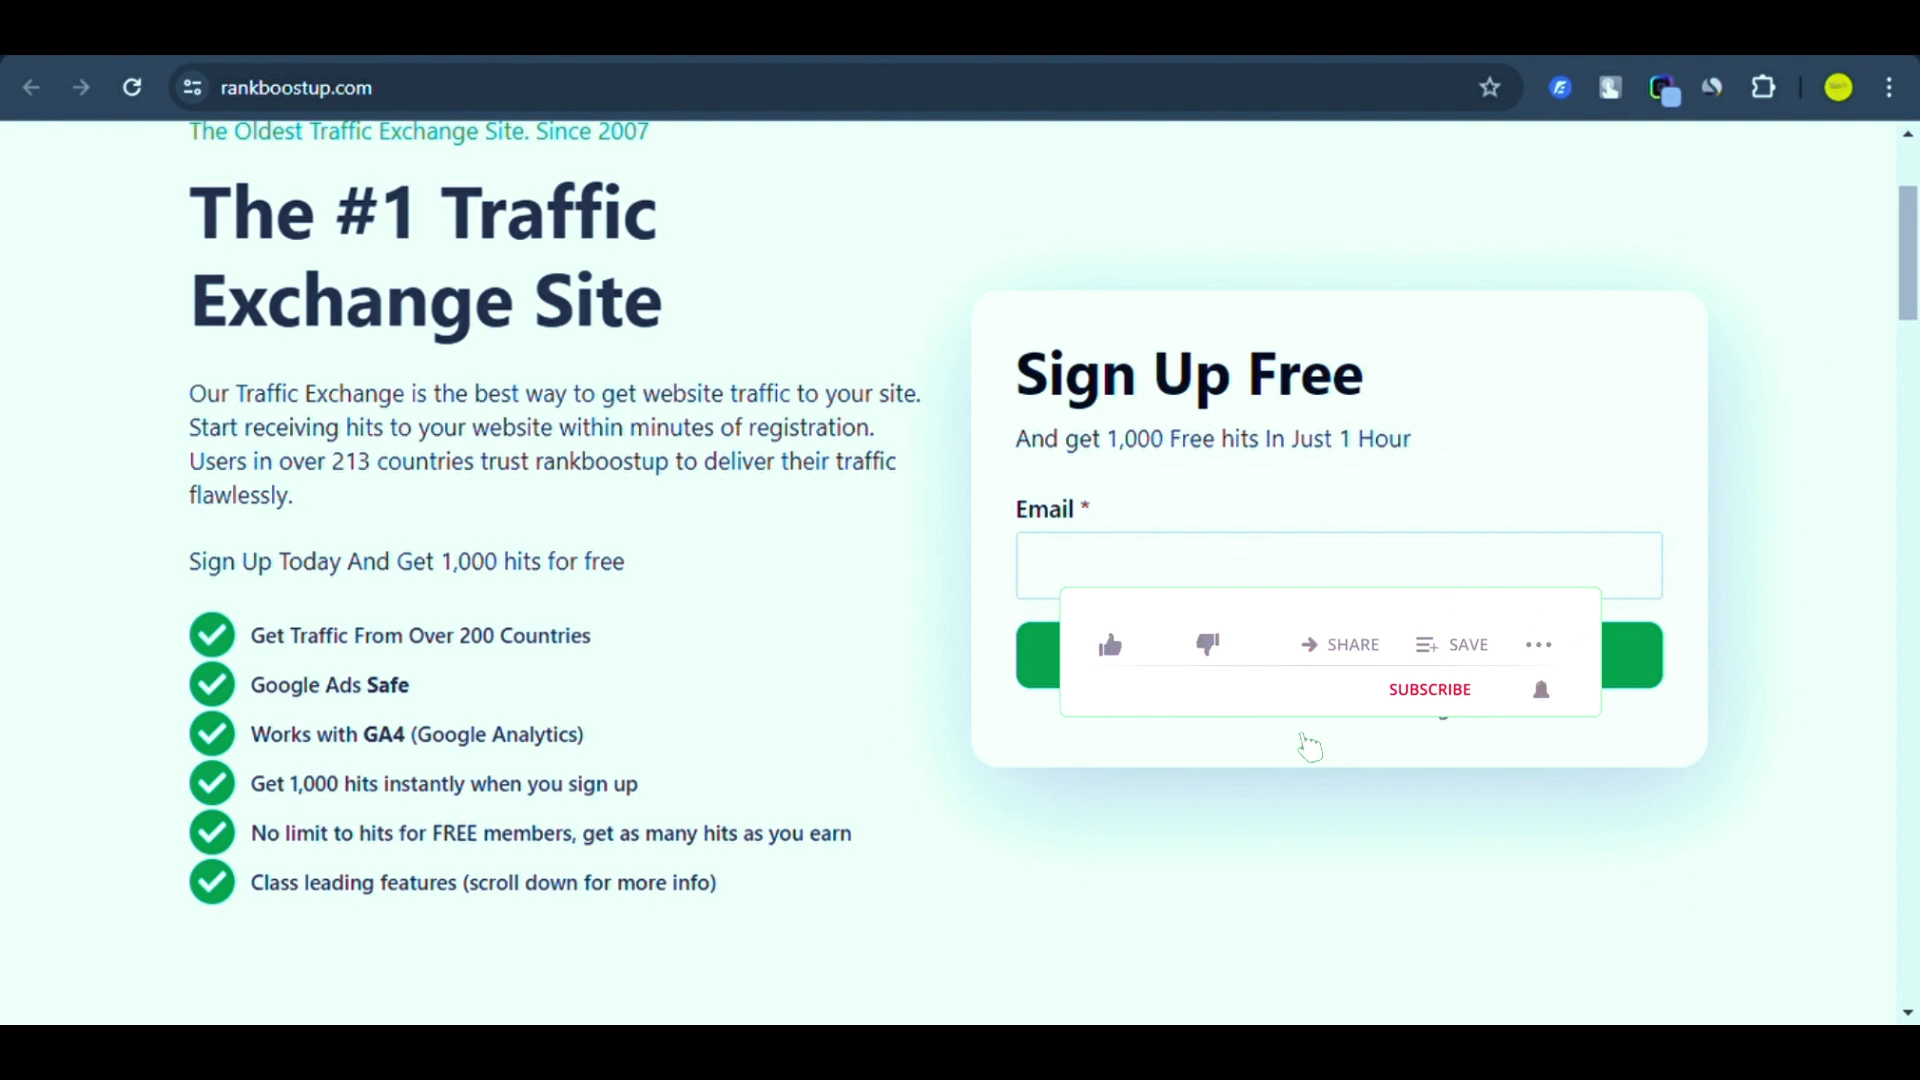 rankboostup.com
The Oldest Traffic Exchange Site. Since 2007
The #1 Traffic
Exchange Site
Our Traffic Exchange is the best way to get website traffic to your site.
Start receiving hits to your website within minutes of registration.
Users in over 213 countries trust rankboostup to deliver their traffic
flawlessly.
Sign Up Today And Get 1,000 hits for free
Get Traffic From Over 200 Countries
Google Ads Safe
Works with GA4 (Google Analytics)
Get 1,000 hits instantly when you sign up
No limit to hits for FREE members, get as many hits as you earn
Class leading features (scroll down for more info)
Sign Up Free
And get 1,000 Free hits In Just 1 Hour
Email *
SHARE
SAVE
SUBSCRIBE